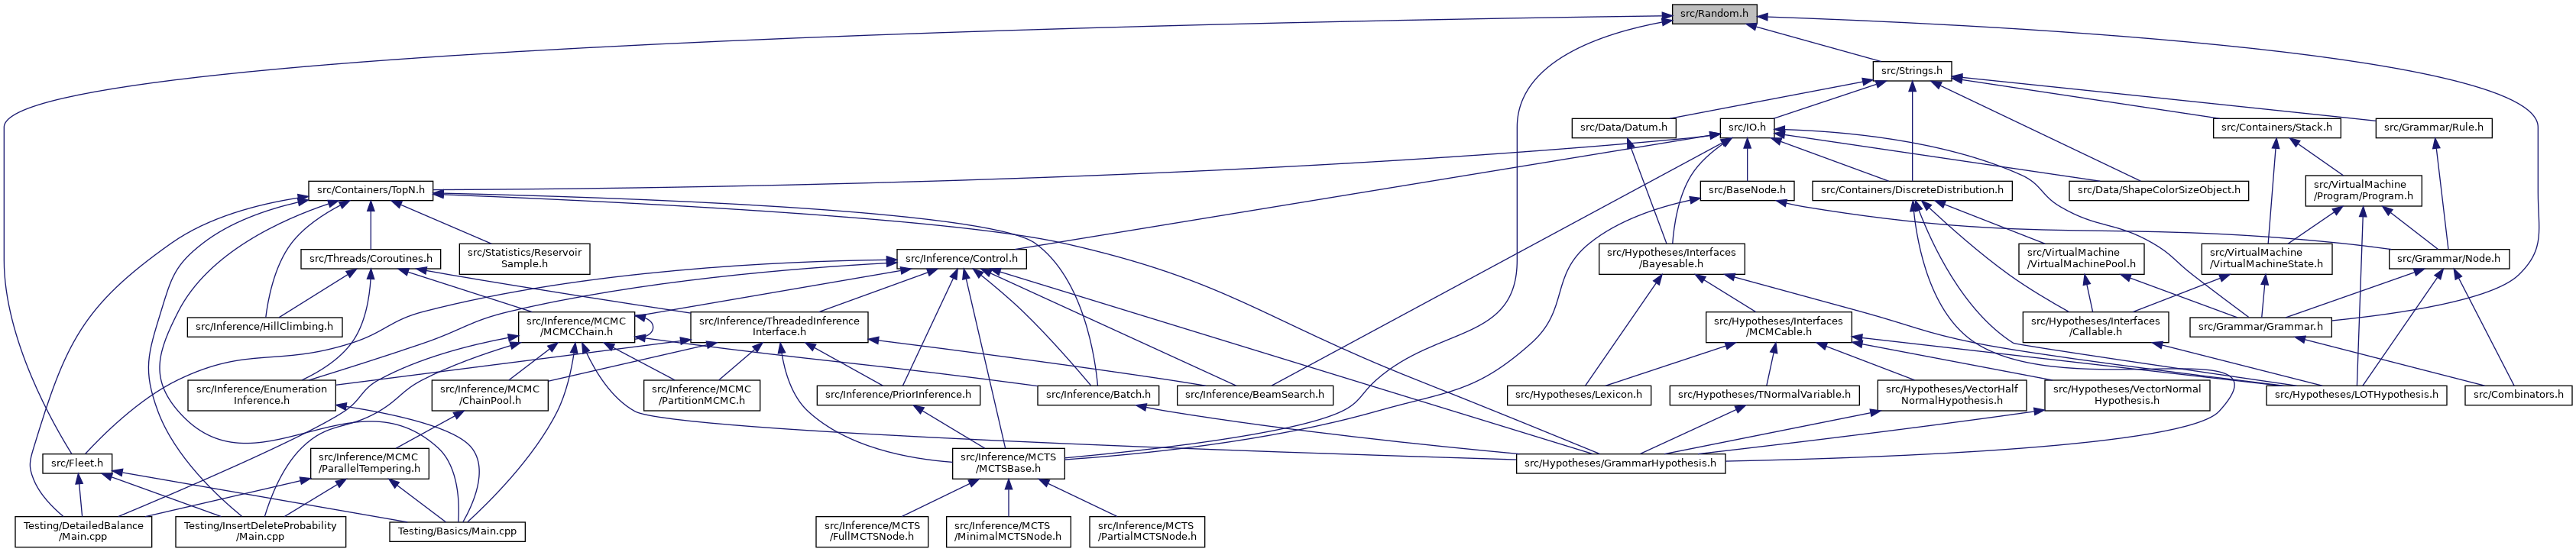 src/Random.h
src/Strings.h
src/Data/Datum.h
src/IO.h
src/Containers/Stack.h
src/Grammar/Rule.h
src/Containers/TopN.h
src/BaseNode.h
src/Containers/DiscreteDistribution.h
src/Data/ShapeColorSizeObject.h
src/VirtualMachine
/Program/Program.h
src/Threads/Coroutines.h
src/Statistics/Reservoir
Sample.h
src/Inference/Control.h
src/Hypotheses/Interfaces
/Bayesable.h
src/VirtualMachine
/VirtualMachinePool.h
src/VirtualMachine
/VirtualMachineState.h
src/Grammar/Node.h
src/Inference/HillClimbing.h
src/Inference/MCMC
/MCMCChain.h
src/Inference/ThreadedInference
Interface.h
src/Hypotheses/Interfaces
/MCMCable.h
src/Hypotheses/Interfaces
/Callable.h
src/Grammar/Grammar.h
src/Inference/Enumeration
Inference.h
src/Inference/MCMC
/ChainPool.h
src/Inference/MCMC
/PartitionMCMC.h
src/Inference/PriorInference.h
src/Inference/Batch.h
src/Inference/BeamSearch.h
src/Hypotheses/Lexicon.h
src/Hypotheses/TNormalVariable.h
src/Hypotheses/VectorHalf
NormalHypothesis.h
src/Hypotheses/VectorNormal
Hypothesis.h
src/Hypotheses/LOTHypothesis.h
src/Combinators.h
src/Fleet.h
src/Inference/MCMC
/ParallelTempering.h
src/Inference/MCTS
/MCTSBase.h
src/Hypotheses/GrammarHypothesis.h
Testing/DetailedBalance
/Main.cpp
Testing/InsertDeleteProbability
/Main.cpp
Testing/Basics/Main.cpp
src/Inference/MCTS
/FullMCTSNode.h
src/Inference/MCTS
/MinimalMCTSNode.h
src/Inference/MCTS
/PartialMCTSNode.h